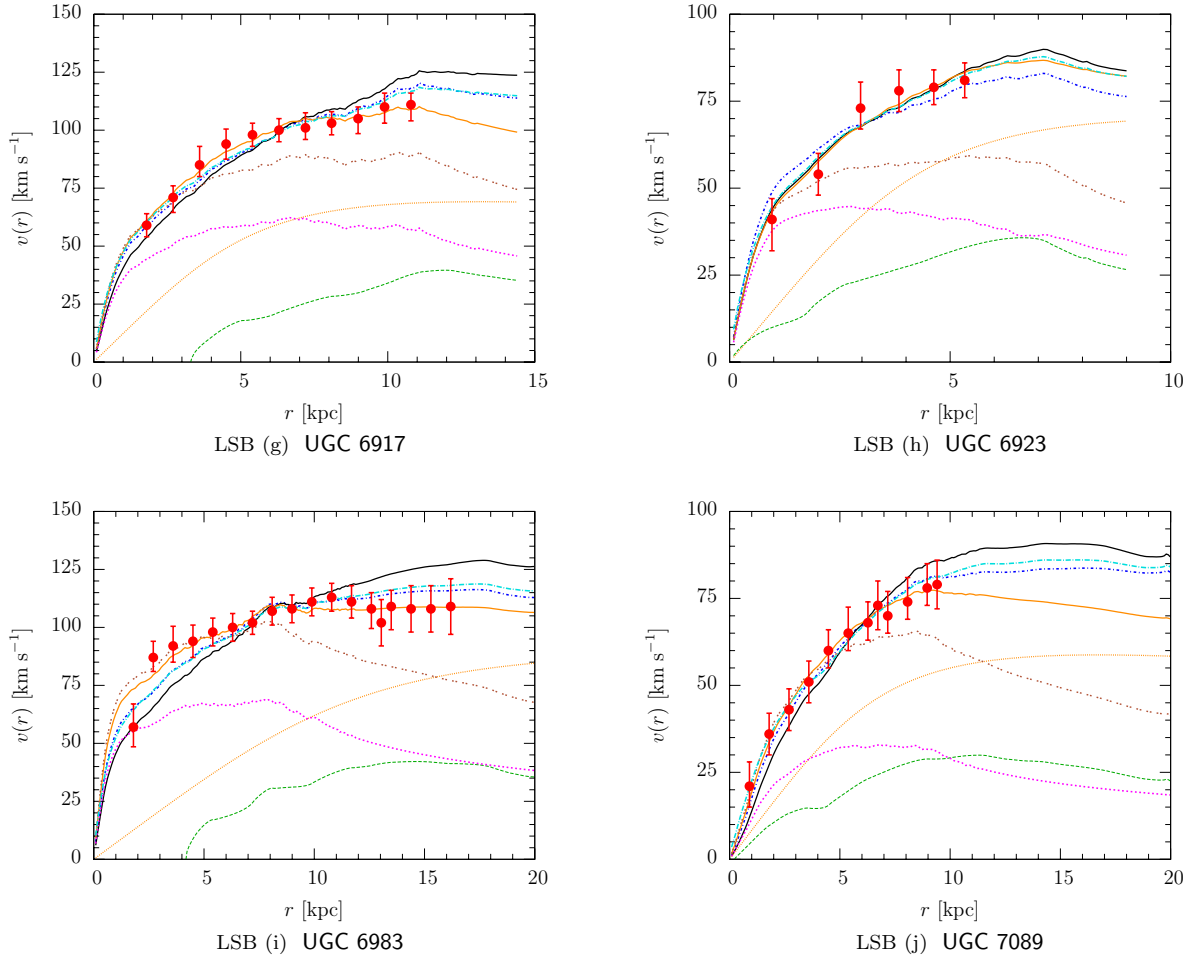 150
125
100
75
50
25
0
v(r) [km s⁻¹]
0 5 10 15
r [kpc]
LSB (g) UGC 6917
100
75
50
25
0
v(r) [km s⁻¹]
0 5 10
r [kpc]
LSB (h) UGC 6923
150
125
100
75
50
25
0
v(r) [km s⁻¹]
0 5 10 15 20
r [kpc]
LSB (i) UGC 6983
100
75
50
25
0
v(r) [km s⁻¹]
0 5 10 15 20
r [kpc]
LSB (j) UGC 7089